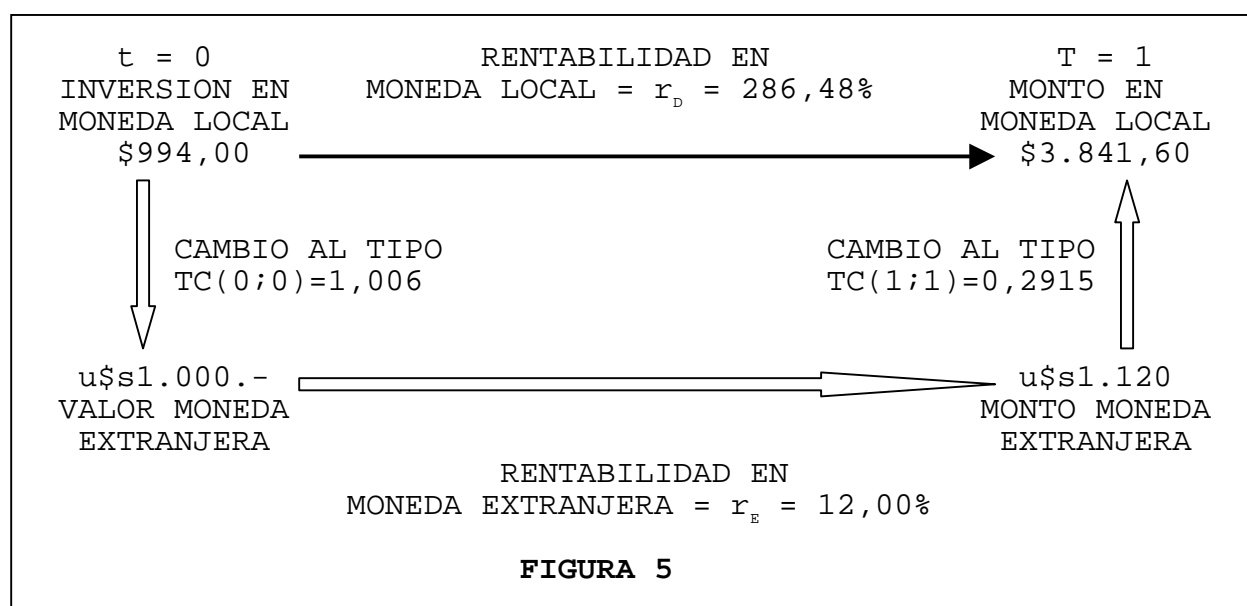 t = 0
INVERSION EN
MONEDA LOCAL
$994,00
RENTABILIDAD EN
MONEDA LOCAL = r_D = 286,48%
T = 1
MONTO EN
MONEDA LOCAL
$3.841,60
CAMBIO AL TIPO
TC(0;0)=1,006
CAMBIO AL TIPO
TC(1;1)=0,2915
u$s1.000.-
VALOR MONEDA
EXTRANJERA
u$s1.120
MONTO MONEDA
EXTRANJERA
RENTABILIDAD EN
MONEDA EXTRANJERA = r_E = 12,00%
FIGURA 5